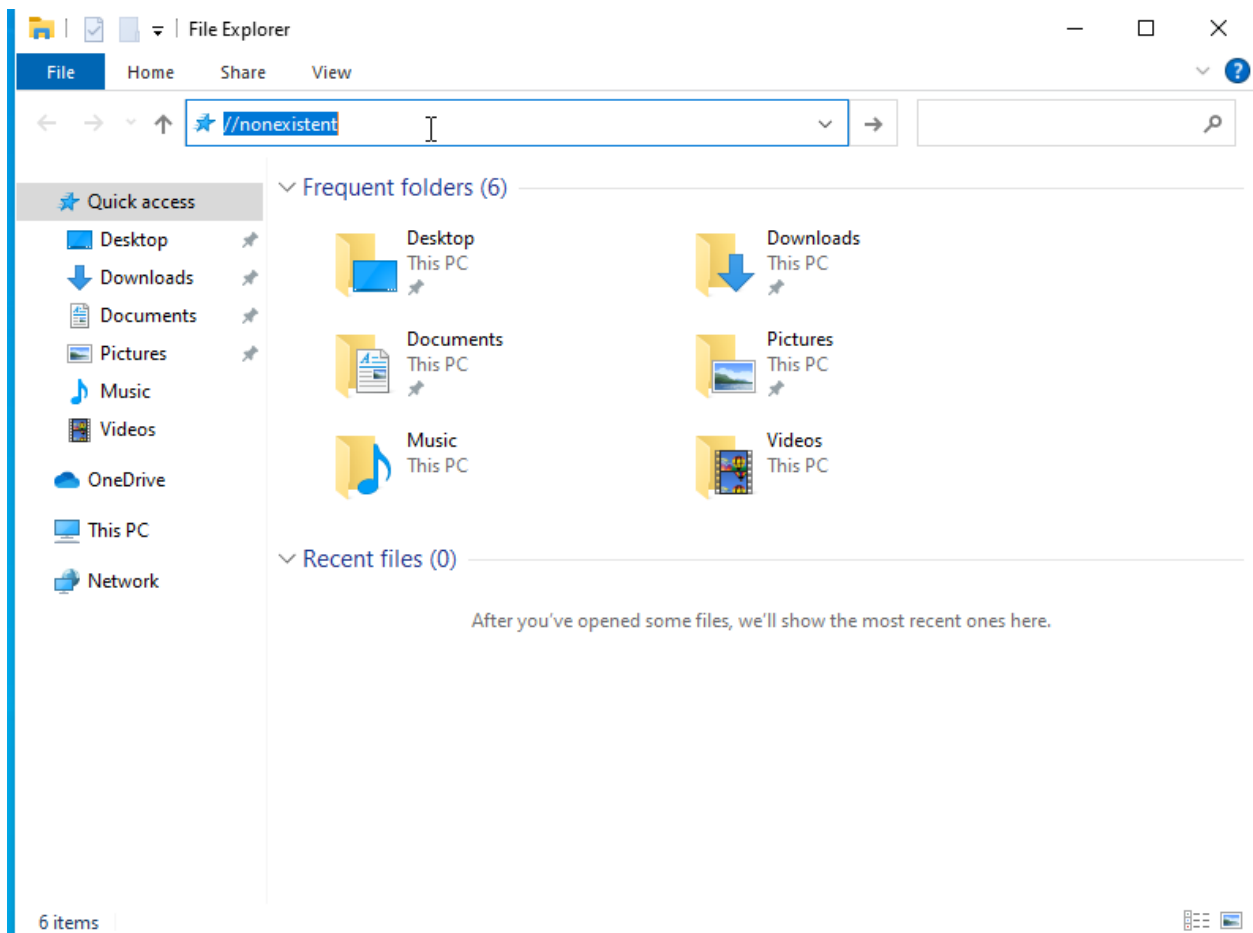 File Explorer
File Home Share View
//nonexistent
Quick access
Desktop
Downloads
Documents
Pictures
Music
Videos
OneDrive
This PC
Network
Frequent folders (6)
Desktop
This PC
Downloads
This PC
Documents
This PC
Pictures
This PC
Music
This PC
Videos
This PC
Recent files (0)
After you've opened some files, we'll show the most recent ones here.
6 items